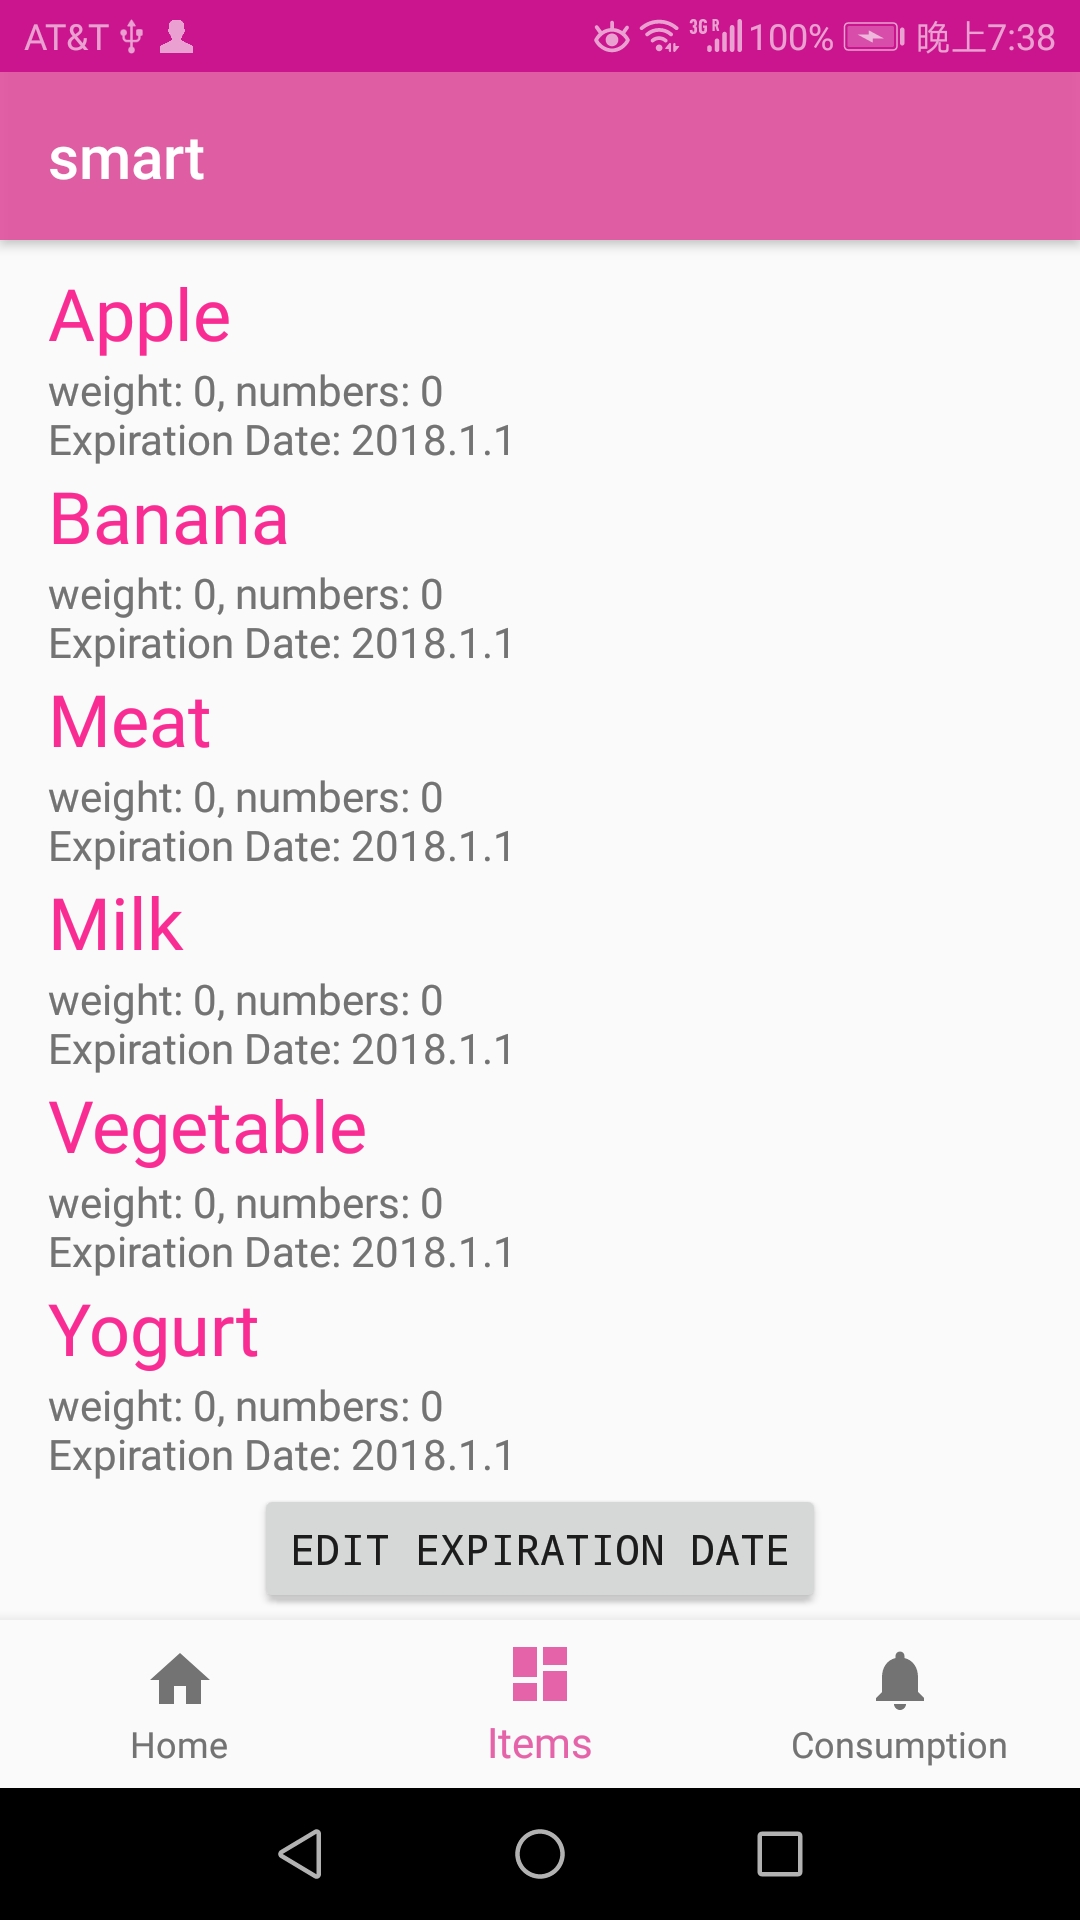 AT&T 3G R 100% 晚上7:38
smart
Apple
weight: 0, numbers: 0
Expiration Date: 2018.1.1
Banana
weight: 0, numbers: 0
Expiration Date: 2018.1.1
Meat
weight: 0, numbers: 0
Expiration Date: 2018.1.1
Milk
weight: 0, numbers: 0
Expiration Date: 2018.1.1
Vegetable
weight: 0, numbers: 0
Expiration Date: 2018.1.1
Yogurt
weight: 0, numbers: 0
Expiration Date: 2018.1.1
EDIT EXPIRATION DATE
Home Items Consumption